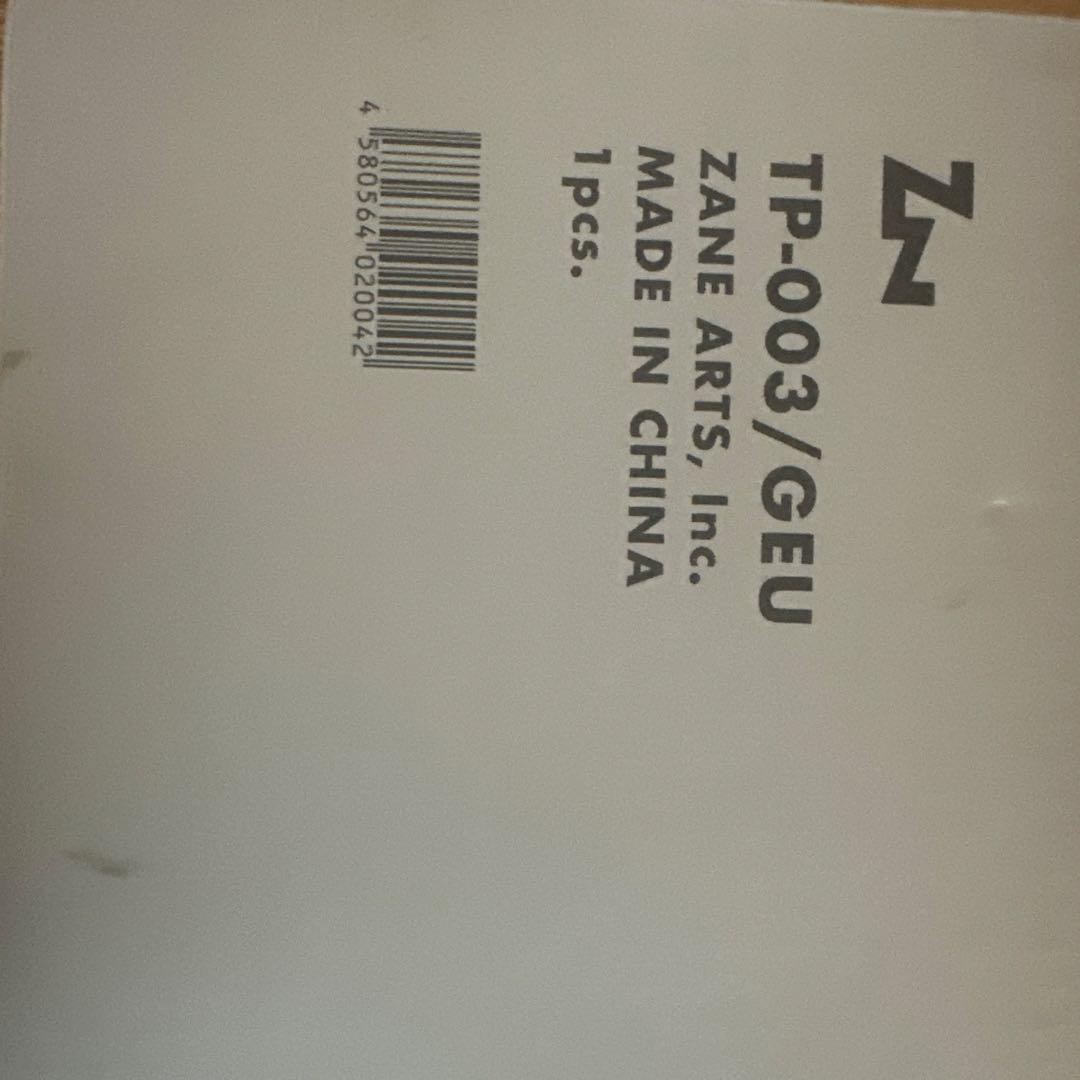 ZN
TP-003/GEU
ZANE ARTS, Inc.
MADE IN CHINA
1pcs.
4 580564 020042